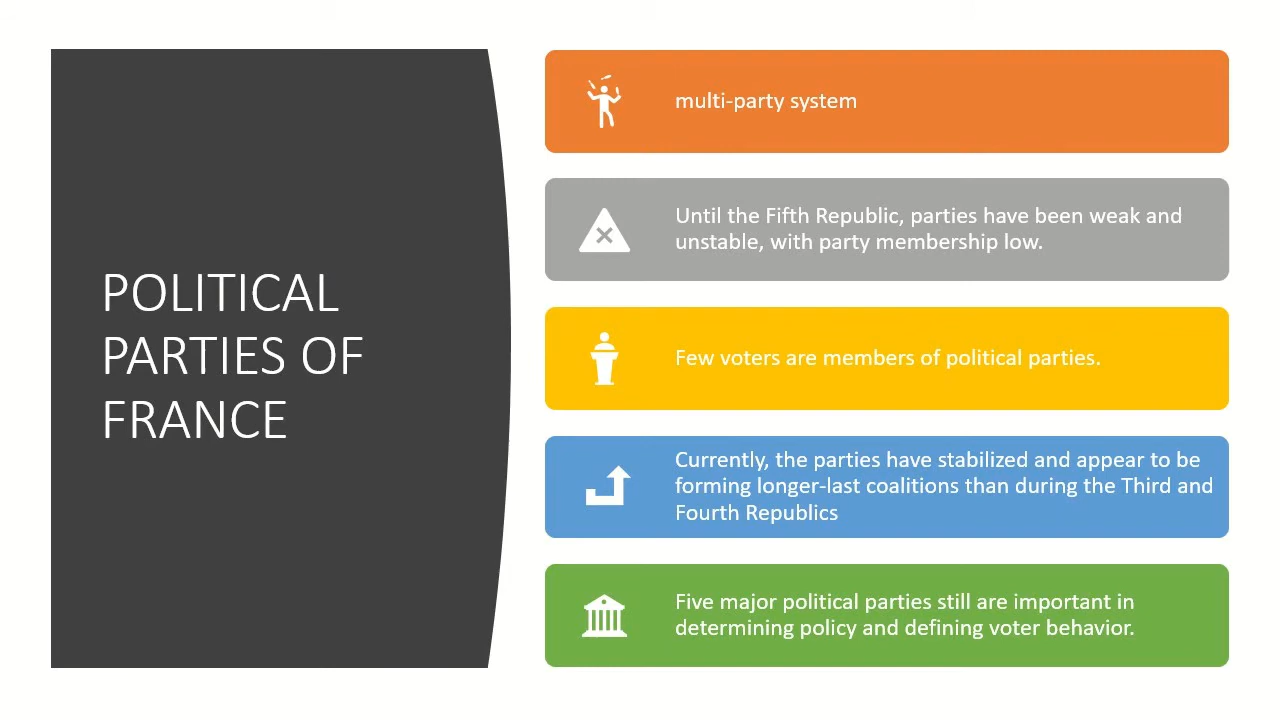 POLITICAL
PARTIES OF
FRANCE
multi-party system
Until the Fifth Republic, parties have been weak and
unstable, with party membership low.
Few voters are members of political parties.
Currently, the parties have stabilized and appear to be
forming longer-last coalitions than during the Third and
Fourth Republics
Five major political parties still are important in
determining policy and defining voter behavior.